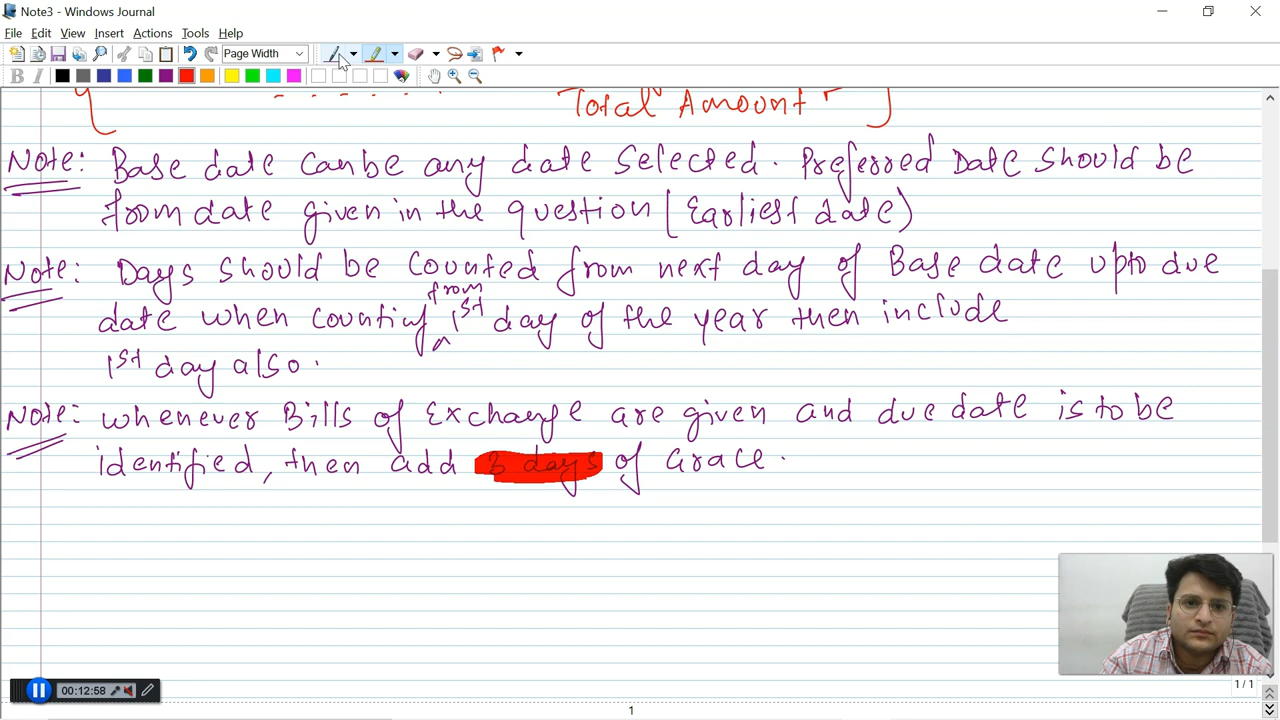 Note3 - Windows Journal
File Edit View Insert Actions Tools Help
Page Width
B I
Total Amount
Note: Base date can be any date Selected. Preferred Date should be
from date given in the question (Earliest date)
Note: Days should be counted from next day of Base date upto due
from
date when counting 1st day of the year then include
1st day also.
Note: whenever Bills of Exchange are given and due date is to be
identified, then add 3 days of Grace.
00:12:58
1 / 1
1